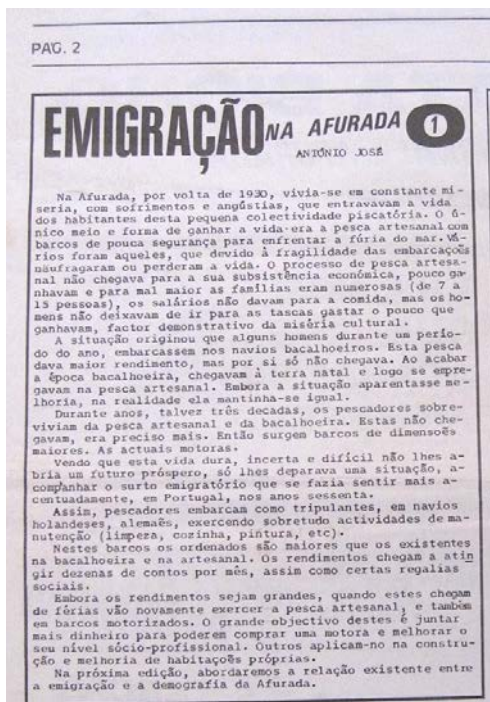 PAG. 2
EMIGRAÇÃO NA AFURADA 1
ANTÓNIO JOSÉ
Na Afurada, por volta de 1930, vivia-se em constante mi-
seria, com sofrimentos e angústias, que entravavam a vida
dos habitantes desta pequena colectividade piscatória. O ú-
nico meio e forma de ganhar a vida era a pesca artesanal com
barcos de pouca segurança para enfrentar a fúria do mar. Vá-
rios foram aqueles, que devido à fragilidade das embarcações
naufragaram ou perderam a vida. O processo de pesca artesa-
nal não chegava para a sua subsistência económica, pouco ga-
nhavam e para mal maior as famílias eram numerosas (de 7 a
15 pessoas), os salários não davam para a comida, mas os ho-
mens não deixavam de ir para as tascas gastar o pouco que
ganhavam, factor demonstrativo da miséria cultural.
A situação originou que alguns homens durante um perío-
do do ano, embarcassem nos navios bacalhoeiros. Esta pesca
dava maior rendimento, mas por si só não chegava. Ao acabar
a época bacalhoeira, chegavam à terra natal e logo se empre-
gavam na pesca artesanal. Embora a situação aparentasse me-
lhoria, na realidade ela mantinha-se igual.
Durante anos, talvez três decadas, os pescadores sobre-
viviam da pesca artesanal e da bacalhoeira. Estas não che-
gavam, era preciso mais. Então surgem barcos de dimensoẽs
maiores. As actuais motoras.
Vendo que esta vida dura, incerta e difícil não lhes a-
bria um futuro próspero, só lhes deparava uma situação, a-
companhar o surto emigratório que se fazia sentir mais a-
centuadamente, em Portugal, nos anos sessenta.
Assim, pescadores embarcam como tripulantes, em navios
holandeses, alemaẽs, exercendo sobretudo actividades de ma-
nutenção (limpeza, cozinha, pintura, etc).
Nestes barcos os ordenados são maiores que os existentes
na bacalhoeira e na artesanal. Os rendimentos chegam a atin
gir dezenas de contos por mês, assim como certas regalias
sociais.
Embora os rendimentos sejam grandes, quando estes chegam
de férias vão novamente exercer a pesca artesanal, e também
em barcos motorizados. O grande objectivo destes é juntar
mais dinheiro para poderem comprar uma motora e melhorar o
seu nível sócio-profissional. Outros aplicam-no na constru-
ção e melhoria de habitaçoẽs próprias.
Na próxima edição, abordaremos a relação existente entre
a emigração e a demografia da Afurada.